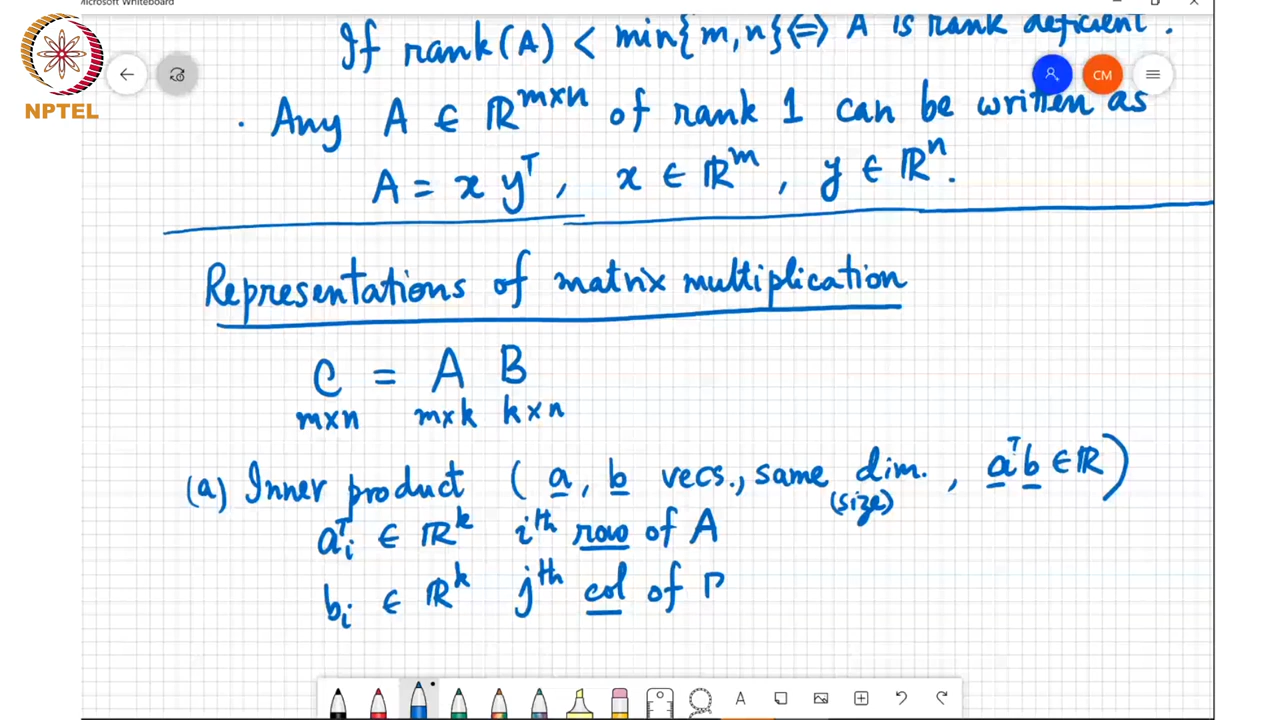 Microsoft Whiteboard
If rank(A) < min{m,n} ⇔ A is rank deficient.
NPTEL
CM
. Any A ∈ ℝ^{m×n} of rank 1 can be written as
A = x y^T, x ∈ ℝ^m, y ∈ ℝ^n.
Representations of matrix multiplication
C = A B
m×n m×k k×n
(a) Inner product ( a, b vecs., same dim. , a^T b ∈ ℝ )
(size)
a_i^T ∈ ℝ^k i^th row of A
b_i ∈ ℝ^k j^th col of